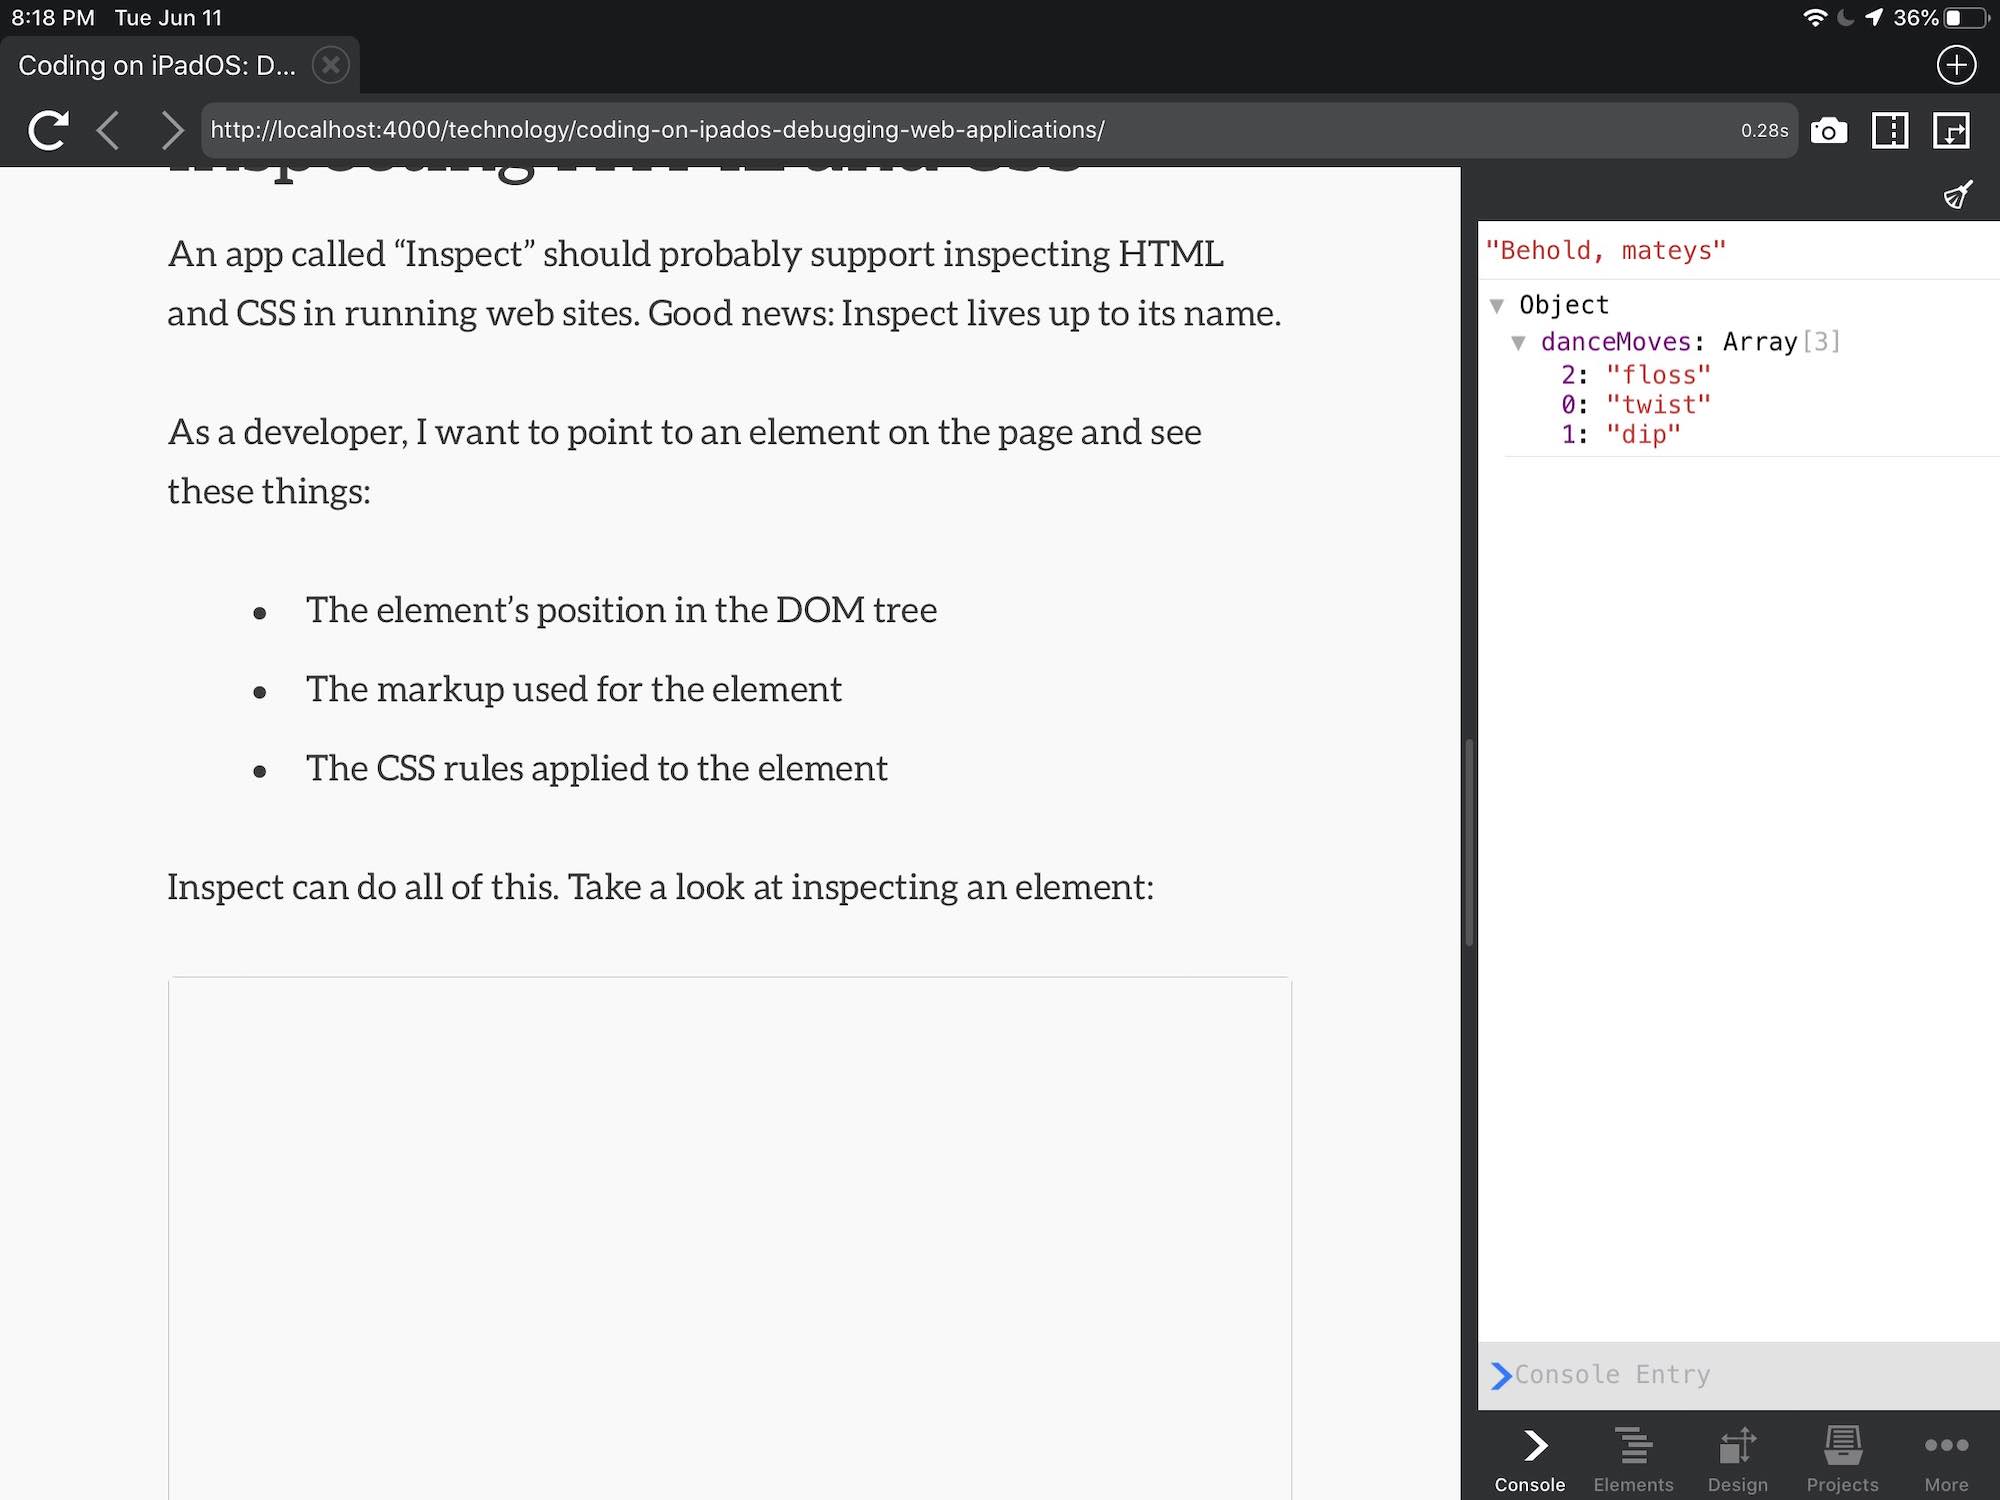 8:18 PM Tue Jun 11
36%
Coding on iPadOS: D...
http://localhost:4000/technology/coding-on-ipados-debugging-web-applications/
0.28s
Inspecting HTML and CSS
An app called “Inspect” should probably support inspecting HTML
and CSS in running web sites. Good news: Inspect lives up to its name.
As a developer, I want to point to an element on the page and see
these things:
• The element’s position in the DOM tree
• The markup used for the element
• The CSS rules applied to the element
Inspect can do all of this. Take a look at inspecting an element:
"Behold, mateys"
▼ Object
▼ danceMoves: Array[3]
2: "floss"
0: "twist"
1: "dip"
Console Entry
Console Elements Design Projects More